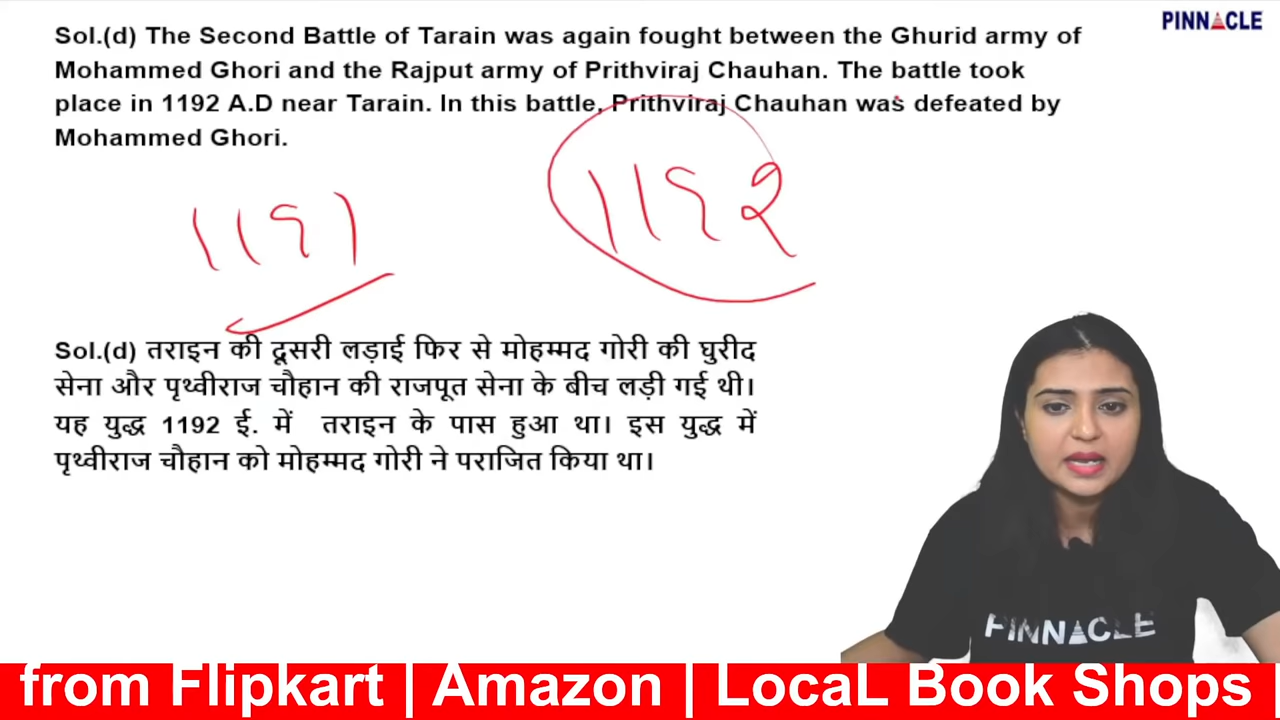 PINNACLE
Sol.(d) The Second Battle of Tarain was again fought between the Ghurid army of
Mohammed Ghori and the Rajput army of Prithviraj Chauhan. The battle took
place in 1192 A.D near Tarain. In this battle, Prithviraj Chauhan was defeated by
Mohammed Ghori.
1191
1192
Sol.(d) तराइन की दूसरी लड़ाई फिर से मोहम्मद गोरी की घुरीद
सेना और पृथ्वीराज चौहान की राजपूत सेना के बीच लड़ी गई थी।
यह युद्ध 1192 ई. में तराइन के पास हुआ था। इस युद्ध में
पृथ्वीराज चौहान को मोहम्मद गोरी ने पराजित किया था।
PINNACLE
from Flipkart | Amazon | LocaL Book Shops |